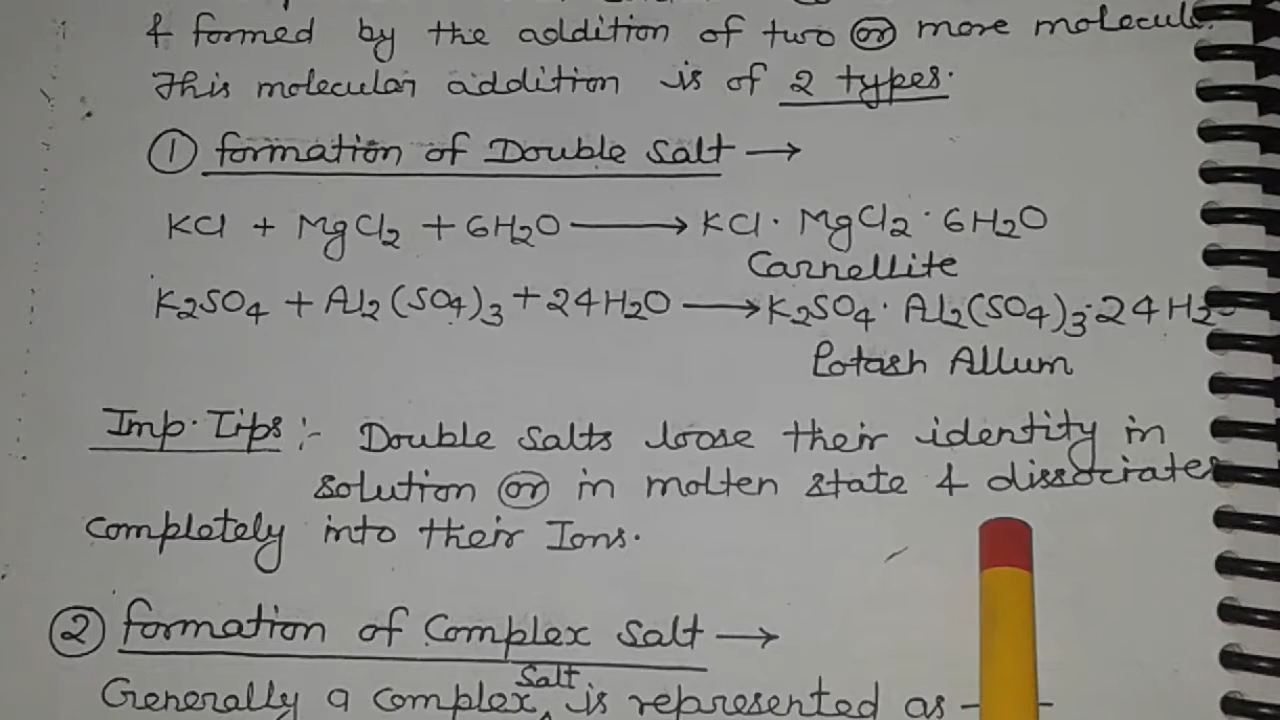 & formed by the addition of two or more molecule.
This molecular addition is of 2 types.
① formation of Double Salt →
KCl + MgCl₂ + 6H₂O → KCl · MgCl₂ · 6H₂O
Carnellite
K₂SO₄ + Al₂(SO₄)₃ + 24H₂O → K₂SO₄ · Al₂(SO₄)₃ · 24H₂
Potash Allum
Imp. Tips :- Double Salts loose their identity in
solution or in molten state & dissociates
completely into their Ions.
② formation of Complex Salt →
Salt
Generally a complex ^ is represented as -